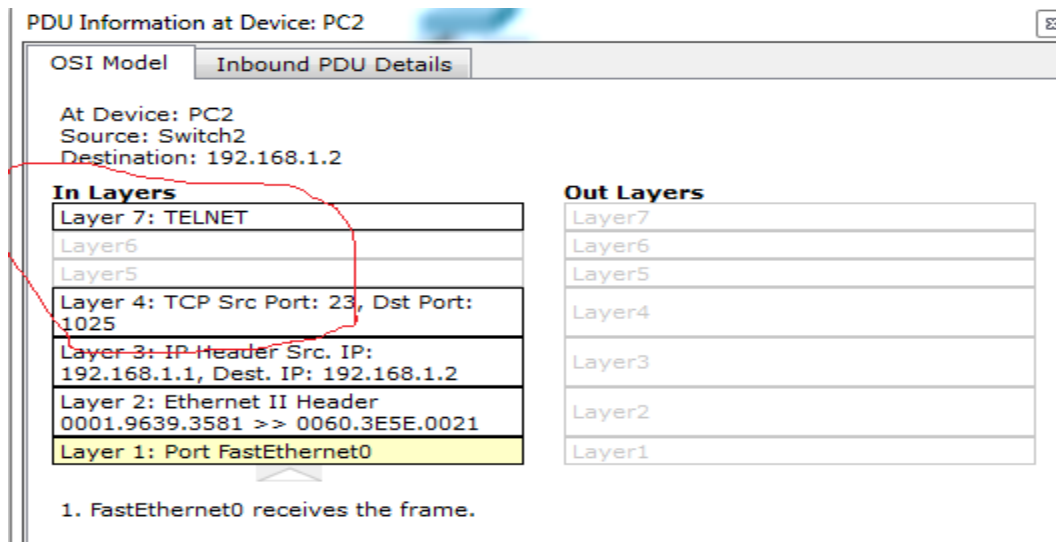 PDU Information at Device: PC2
OSI Model
Inbound PDU Details
At Device: PC2
Source: Switch2
Destination: 192.168.1.2
In Layers
Layer 7: TELNET
Layer6
Layer5
Layer 4: TCP Src Port: 23, Dst Port:
1025
Layer 3: IP Header Src. IP:
192.168.1.1, Dest. IP: 192.168.1.2
Layer 2: Ethernet II Header
0001.9639.3581 >> 0060.3E5E.0021
Layer 1: Port FastEthernet0
Out Layers
Layer7
Layer6
Layer5
Layer4
Layer3
Layer2
Layer1
1. FastEthernet0 receives the frame.